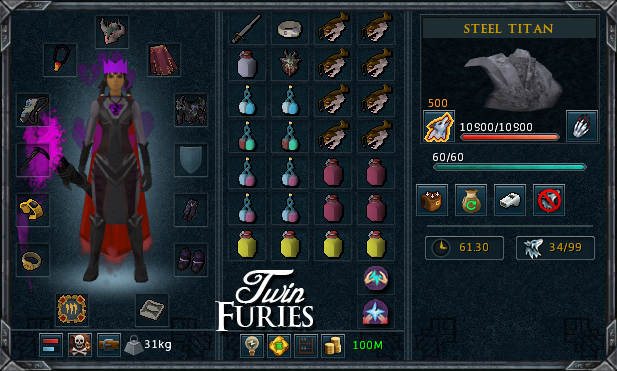 STEEL TITAN
500
10900/10900
60/60
61.30
34/99
Twin
FURIES
31kg
100M